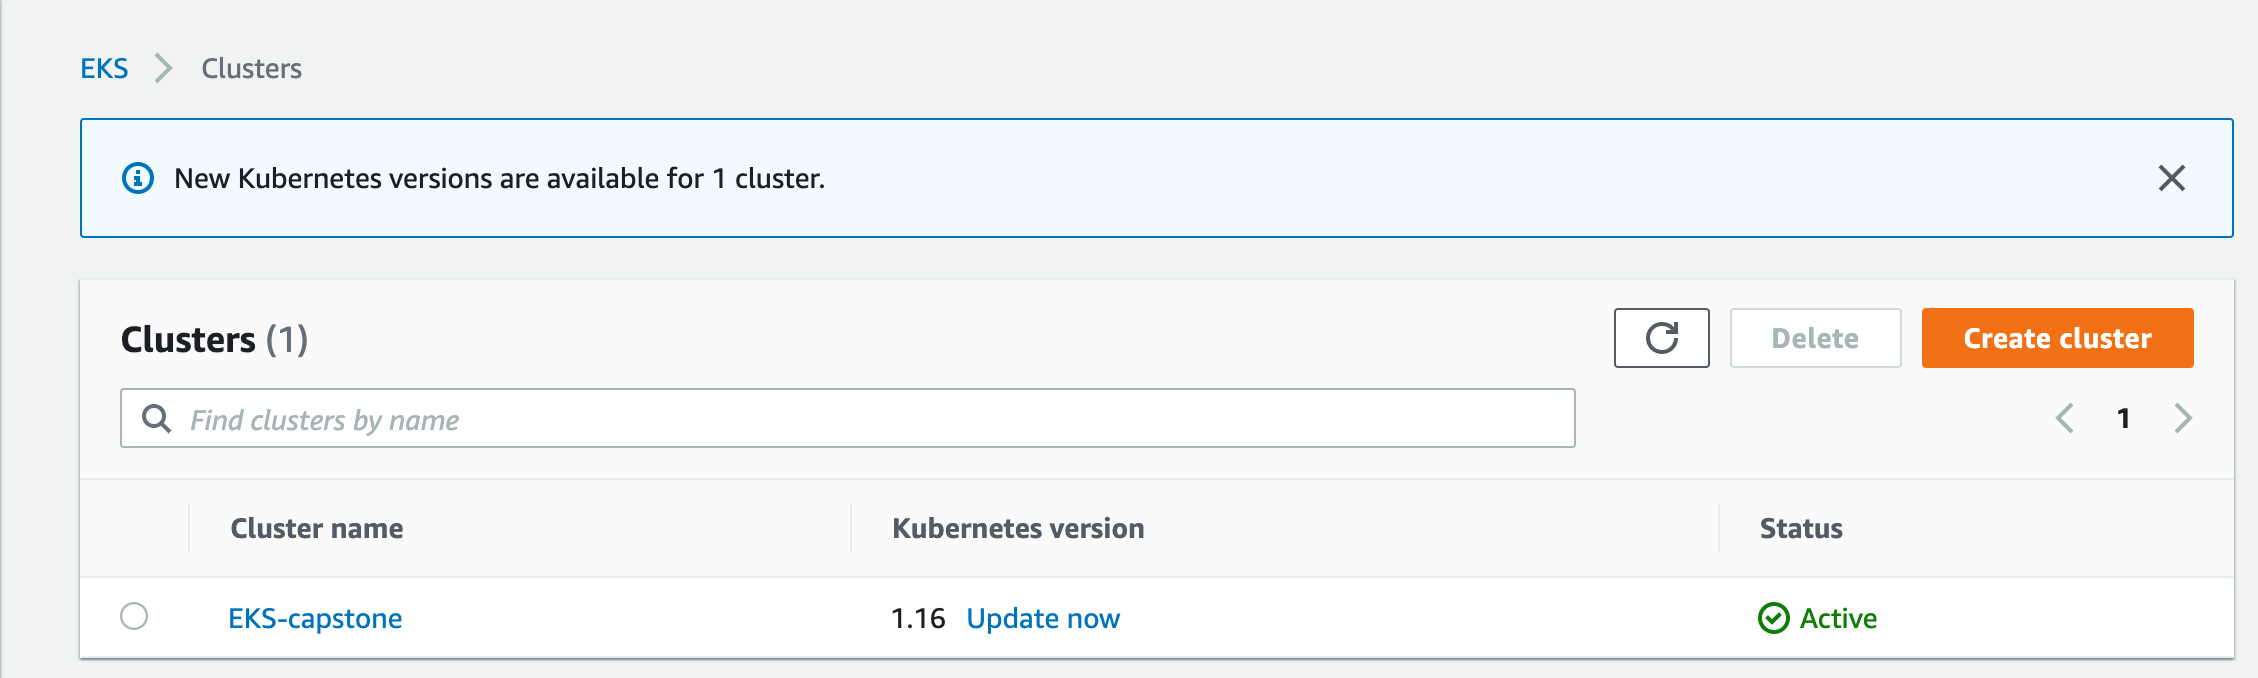 EKS Clusters
New Kubernetes versions are available for 1 cluster.
Clusters (1) Delete Create cluster
Find clusters by name 1
Cluster name Kubernetes version Status
EKS-capstone 1.16 Update now Active